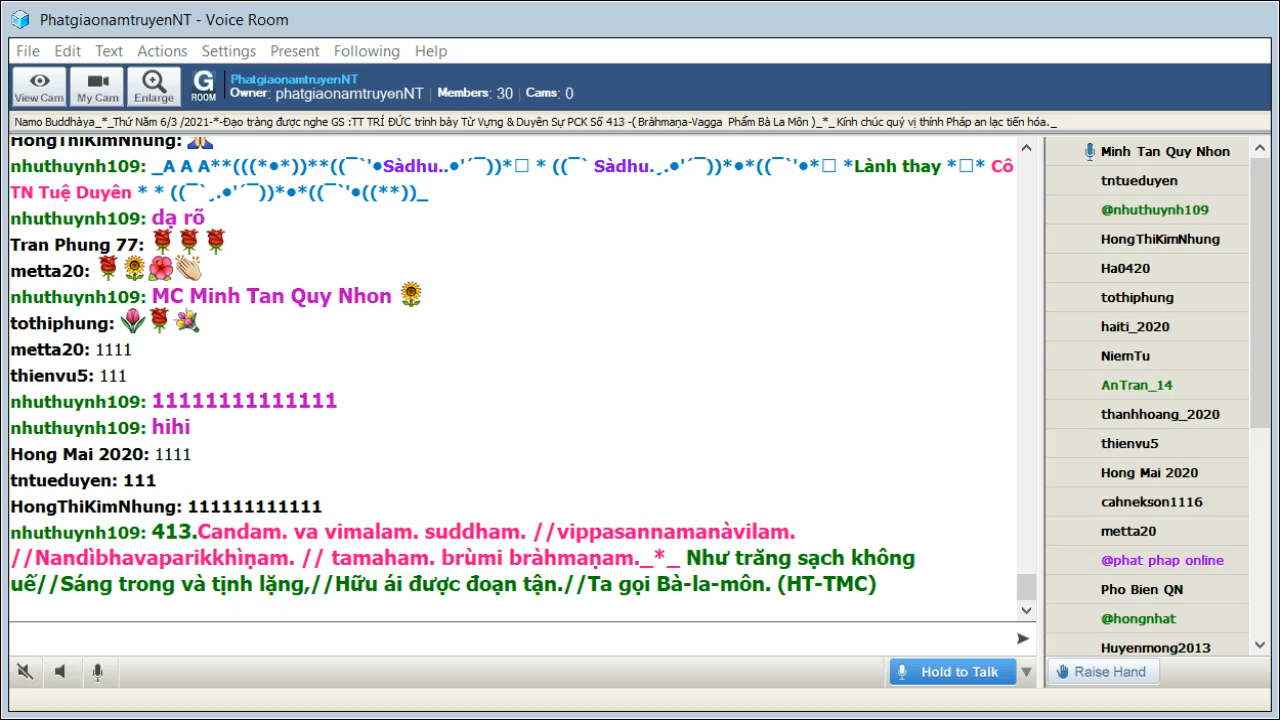 PhatgiaonamtruyenNT - Voice Room
File Edit Text Actions Settings Present Following Help
View Cam My Cam Enlarge G ROOM
PhatgiaonamtruyenNT
Owner: phatgiaonamtruyenNT | Members: 30 | Cams: 0
Namo Buddhàya_*_Thứ Năm 6/3 /2021-*-Đạo tràng được nghe GS :TT TRÍ ĐỨC trình bày Từ Vựng & Duyên Sự PCK Số 413 -( Bràhmaṇa-Vagga Phẩm Bà La Môn )_*_ Kính chúc quý vị thính Pháp an lạc tiến hóa._
HongThiKimNhung: 🙏
nhuthuynh109: _A A A**(((*●*))**((¯`'●Sàdhu..●'´¯))*□ * ((¯` Sàdhu.¸.●'´¯))*●*((¯`'●*□ *Lành thay *□* Cô
TN Tuệ Duyên * * ((¯`¸.●'´¯))*●*((¯`'●((**))_
nhuthuynh109: dạ rõ
Tran Phung 77: 🌹🌹🌹
metta20: 🌹🌻🌺👏
nhuthuynh109: MC Minh Tan Quy Nhon 🌻
tothiphung: 🌷🌹💐
metta20: 1111
thienvu5: 111
nhuthuynh109: 11111111111111
nhuthuynh109: hihi
Hong Mai 2020: 1111
tntueduyen: 111
HongThiKimNhung: 111111111111
nhuthuynh109: 413.Candam. va vimalam. suddham. //vippasannamanàvilam.
//Nandìbhavaparikkhìṇam. // tamaham. brùmi bràhmaṇam._*_ Như trăng sạch không
uế//Sáng trong và tịnh lặng,//Hữu ái được đoạn tận.//Ta gọi Bà-la-môn. (HT-TMC)
Minh Tan Quy Nhon
tntueduyen
@nhuthuynh109
HongThiKimNhung
Ha0420
tothiphung
haiti_2020
NiemTu
AnTran_14
thanhhoang_2020
thienvu5
Hong Mai 2020
cahnekson1116
metta20
@phat phap online
Pho Bien QN
@hongnhat
Huyenmong2013
Hold to Talk
Raise Hand